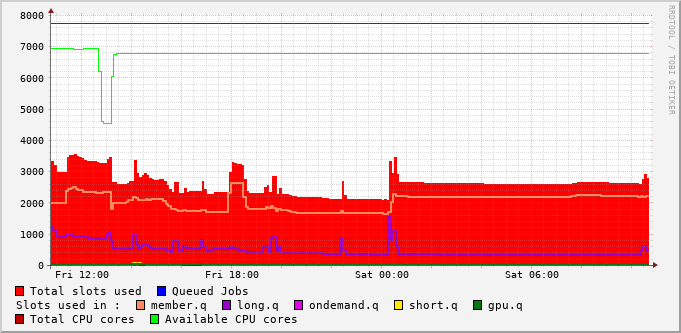 8000
7000
6000
5000
4000
3000
2000
1000
0
Fri 12:00 Fri 18:00 Sat 00:00 Sat 06:00
RRDTOOL / TOBI OETIKER
Total slots used Queued Jobs
Slots used in : member.q long.q ondemand.q short.q gpu.q
Total CPU cores Available CPU cores